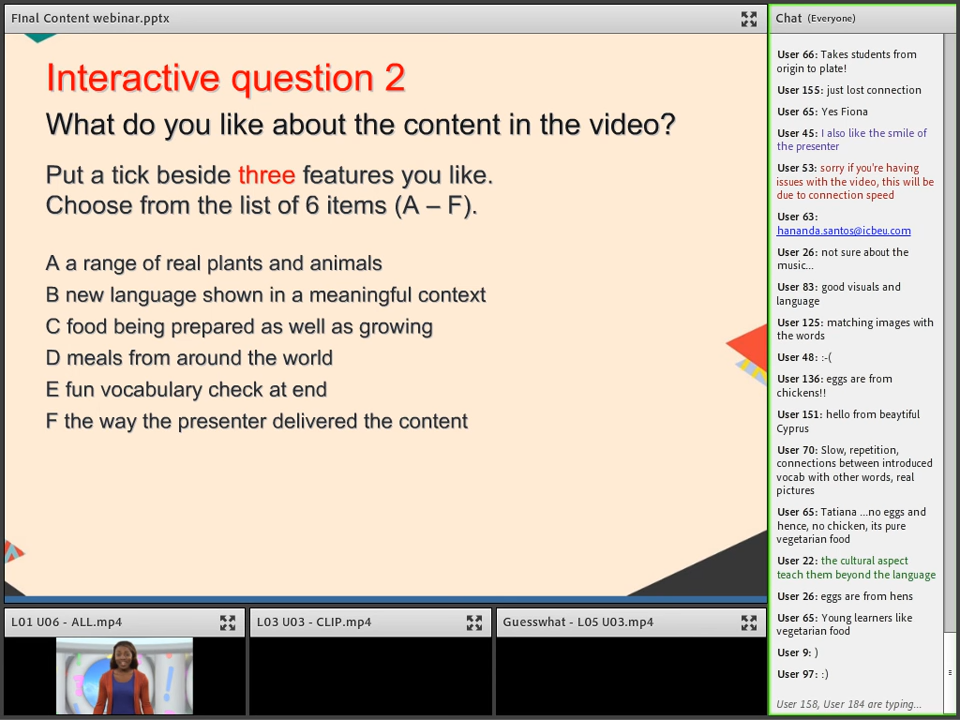 FInal Content webinar.pptx
Interactive question 2
What do you like about the content in the video?
Put a tick beside three features you like.
Choose from the list of 6 items (A – F).
A a range of real plants and animals
B new language shown in a meaningful context
C food being prepared as well as growing
D meals from around the world
E fun vocabulary check at end
F the way the presenter delivered the content
L01 U06 - ALL.mp4
L03 U03 - CLIP.mp4
Guesswhat - L05 U03.mp4
Chat (Everyone)
User 66: Takes students from
origin to plate!
User 155: just lost connection
User 65: Yes Fiona
User 45: I also like the smile of
the presenter
User 53: sorry if you're having
issues with the video, this will be
due to connection speed
User 63:
hananda.santos@icbeu.com
User 26: not sure about the
music...
User 83: good visuals and
language
User 125: matching images with
the words
User 48: :-(
User 136: eggs are from
chickens!!
User 151: hello from beaytiful
Cyprus
User 70: Slow, repetition,
connections between introduced
vocab with other words, real
pictures
User 65: Tatiana ...no eggs and
hence, no chicken, its pure
vegetarian food
User 22: the cultural aspect
teach them beyond the language
User 26: eggs are from hens
User 65: Young learners like
vegetarian food
User 9: )
User 97: :)
User 158, User 184 are typing...